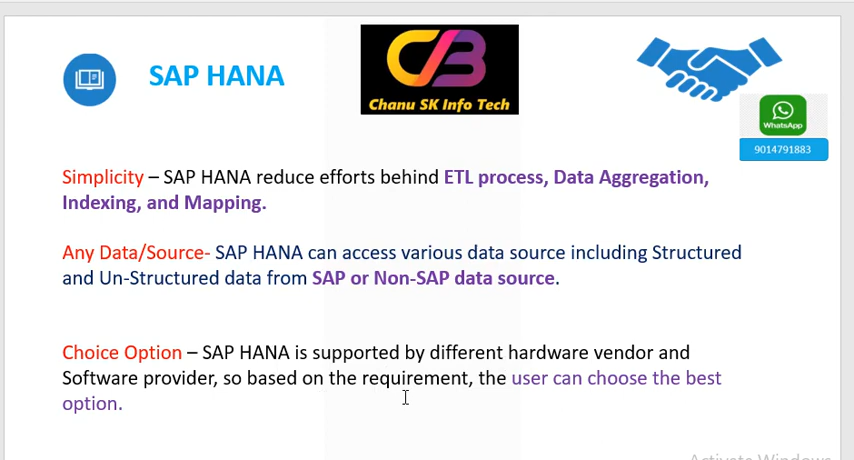 SAP HANA
Chanu SK Info Tech
WhatsApp
9014791883
Simplicity – SAP HANA reduce efforts behind ETL process, Data Aggregation,
Indexing, and Mapping.
Any Data/Source- SAP HANA can access various data source including Structured
and Un-Structured data from SAP or Non-SAP data source.
Choice Option – SAP HANA is supported by different hardware vendor and
Software provider, so based on the requirement, the user can choose the best
option.
Activate Windows